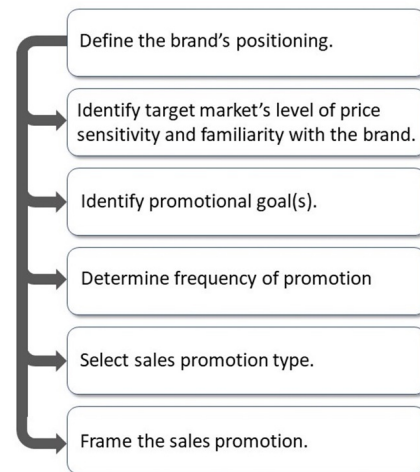 Define the brand’s positioning.
Identify target market’s level of price
sensitivity and familiarity with the brand.
Identify promotional goal(s).
Determine frequency of promotion
Select sales promotion type.
Frame the sales promotion.